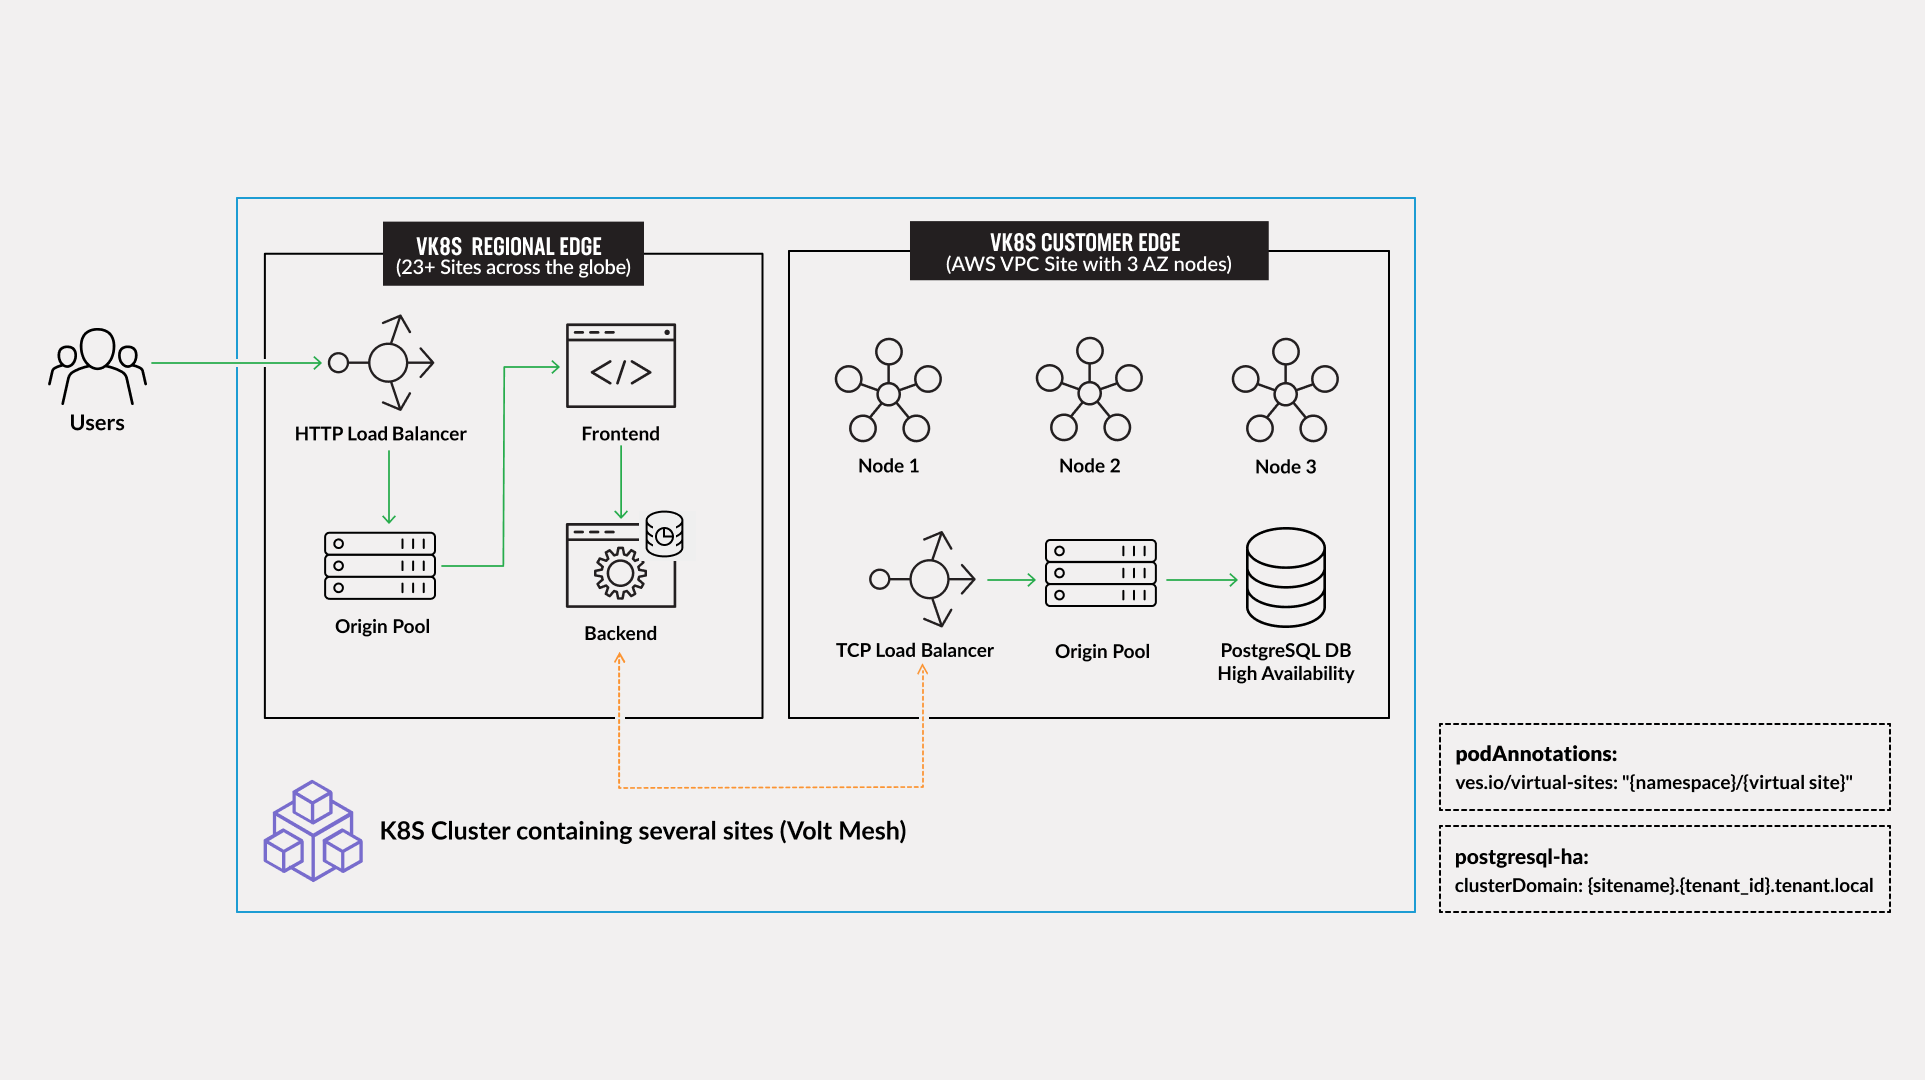 VK8S REGIONAL EDGE
(23+ Sites across the globe)
VK8S CUSTOMER EDGE
(AWS VPC Site with 3 AZ nodes)
Users
HTTP Load Balancer
Frontend
Origin Pool
Backend
Node 1
Node 2
Node 3
TCP Load Balancer
Origin Pool
PostgreSQL DB
High Availability
K8S Cluster containing several sites (Volt Mesh)
podAnnotations:
ves.io/virtual-sites: "{namespace}/{virtual site}"
postgresql-ha:
clusterDomain: {sitename}.{tenant_id}.tenant.local